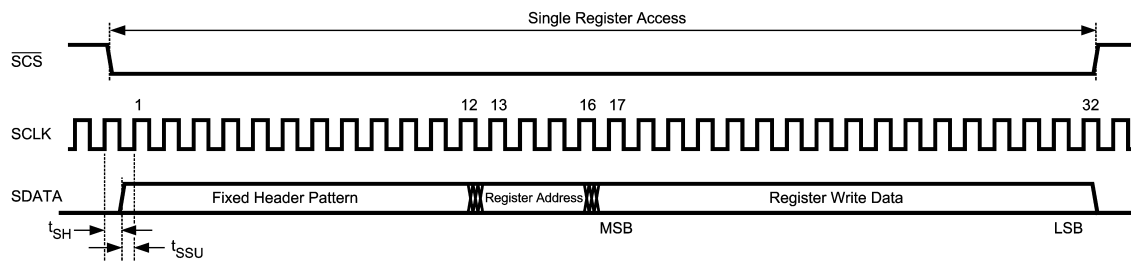 Single Register Access
SCS
1 12 13 16 17 32
SCLK
SDATA Fixed Header Pattern Register Address Register Write Data
tSH MSB LSB
tSSU